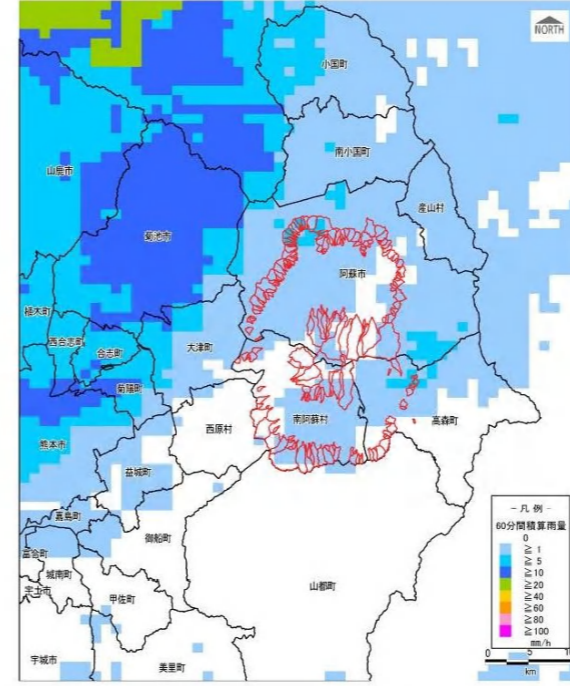 NORTH
小国町
南小国町
山鹿市
産山村
菊池市
阿蘇市
植木町
西合志町
合志町
大津町
菊陽町
西原村
南阿蘇村
高森町
熊本市
益城町
嘉島町
御船町
富合町
城南町
宇土市
甲佐町
山都町
宇城市
美里町
- 凡 例 -
60分間積算雨量
0
≧ 1
≧ 5
≧ 10
≧ 20
≧ 40
≧ 60
≧ 80
≧ 100
mm/h
0 5 10
km